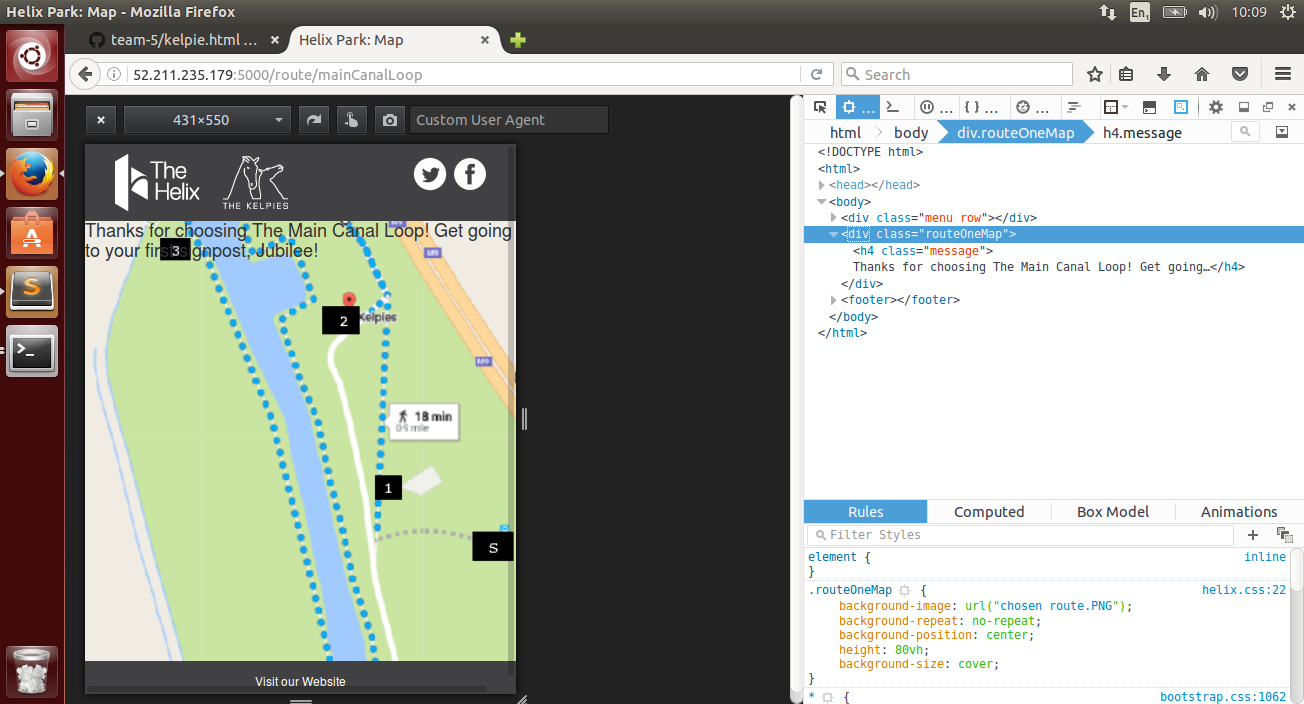 Helix Park: Map - Mozilla Firefox
En1
10:09
team-5/kelpie.html ...
Helix Park: Map
52.211.235.179:5000/route/mainCanalLoop
Search
431×550
Custom User Agent
The Helix
THE KELPIES
Thanks for choosing The Main Canal Loop! Get going
to your first signpost, Jubilee!
3
M9
2
Kelpies
M9
18 min
0.9 mile
1
S
Visit our Website
html
body
div.routeOneMap
h4.message
<!DOCTYPE html>
<html>
<head></head>
<body>
<div class="menu row"></div>
<div class="routeOneMap">
<h4 class="message">
Thanks for choosing The Main Canal Loop! Get going…</h4>
</div>
<footer></footer>
</body>
</html>
Rules
Computed
Box Model
Animations
Filter Styles
element {
inline
}
.routeOneMap {
helix.css:22
background-image: url("chosen route.PNG");
background-repeat: no-repeat;
background-position: center;
height: 80vh;
background-size: cover;
}
* {
bootstrap.css:1062